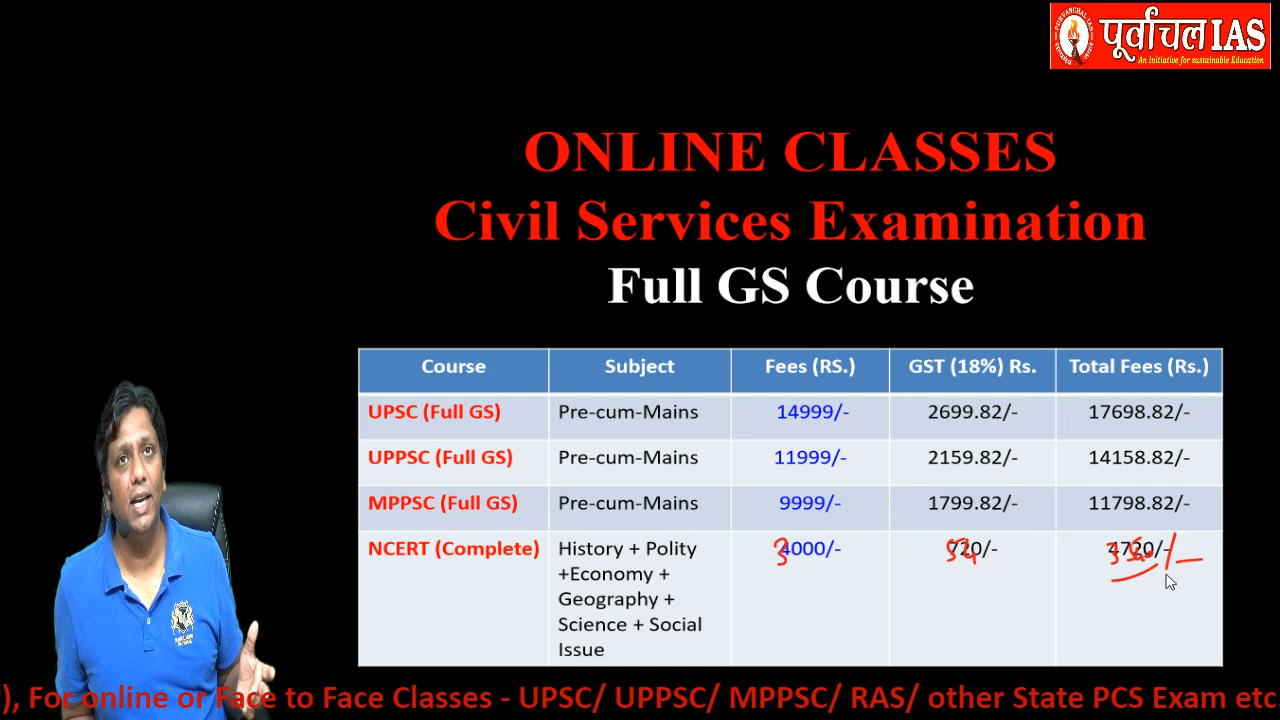 पूर्वांचल IAS
An Initiative for sustainable Education
ONLINE CLASSES
Civil Services Examination
Full GS Course
Course Subject Fees (RS.) GST (18%) Rs. Total Fees (Rs.)
UPSC (Full GS) Pre-cum-Mains 14999/- 2699.82/- 17698.82/-
UPPSC (Full GS) Pre-cum-Mains 11999/- 2159.82/- 14158.82/-
MPPSC (Full GS) Pre-cum-Mains 9999/- 1799.82/- 11798.82/-
NCERT (Complete) History + Polity 4000/- 720/- 4720/-
+Economy +
Geography +
Science + Social
Issue
3 54
), For online or Face to Face Classes - UPSC/ UPPSC/ MPPSC/ RAS/ other State PCS Exam etc